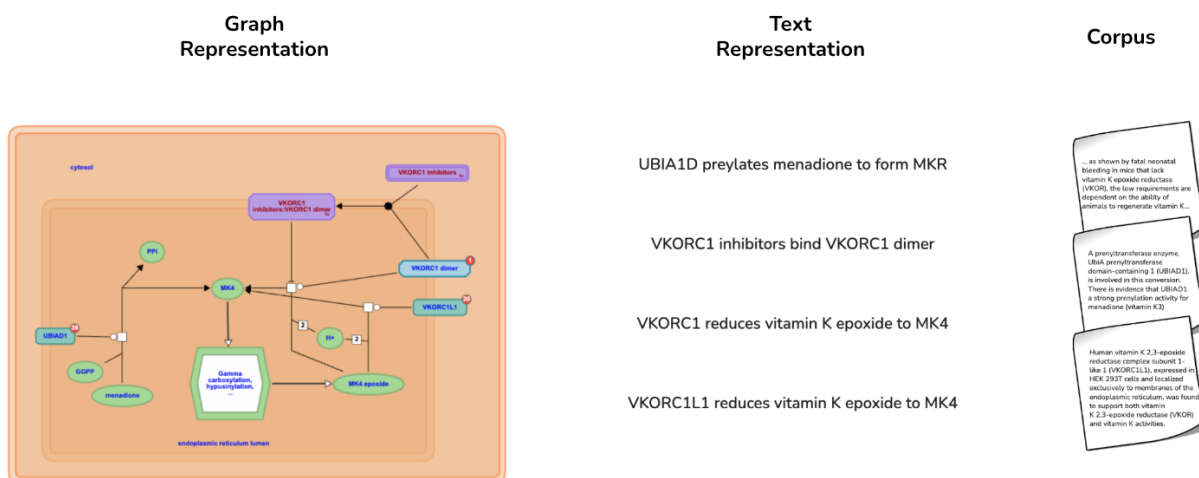 Graph
Representation
Text
Representation
Corpus
cytosol
VKORC1 inhibitors
VKORC1
inhibitors:VKORC1 dimer
PPi
VKORC1 dimer
1
MK4
VKORC1L1
20
UBIAD1
39
2
H+
2
GGPP
menadione
Gamma
carboxylation,
hypusinylation,
...
MK4 epoxide
endoplasmic reticulum lumen
UBIA1D preylates menadione to form MKR
VKORC1 inhibitors bind VKORC1 dimer
VKORC1 reduces vitamin K epoxide to MK4
VKORC1L1 reduces vitamin K epoxide to MK4
... as shown by fatal neonatal
bleeding in mice that lack
vitamin K epoxide reductase
(VKOR), the low requirements are
dependent on the ability of
animals to regenerate vitamin K...
A prenyltransferase enzyme,
UbiA prenyltransferase
domain-containing 1 (UBIAD1),
is involved in this conversion.
There is evidence that UBIAD1
a strong prenylation activity for
menadione (vitamin K3)
Human vitamin K 2,3-epoxide
reductase complex subunit 1-
like 1 (VKORC1L1), expressed in
HEK 293T cells and localized
exclusively to membranes of the
endoplasmic reticulum, was found
to support both vitamin
K 2,3-epoxide reductase (VKOR)
and vitamin K activities.